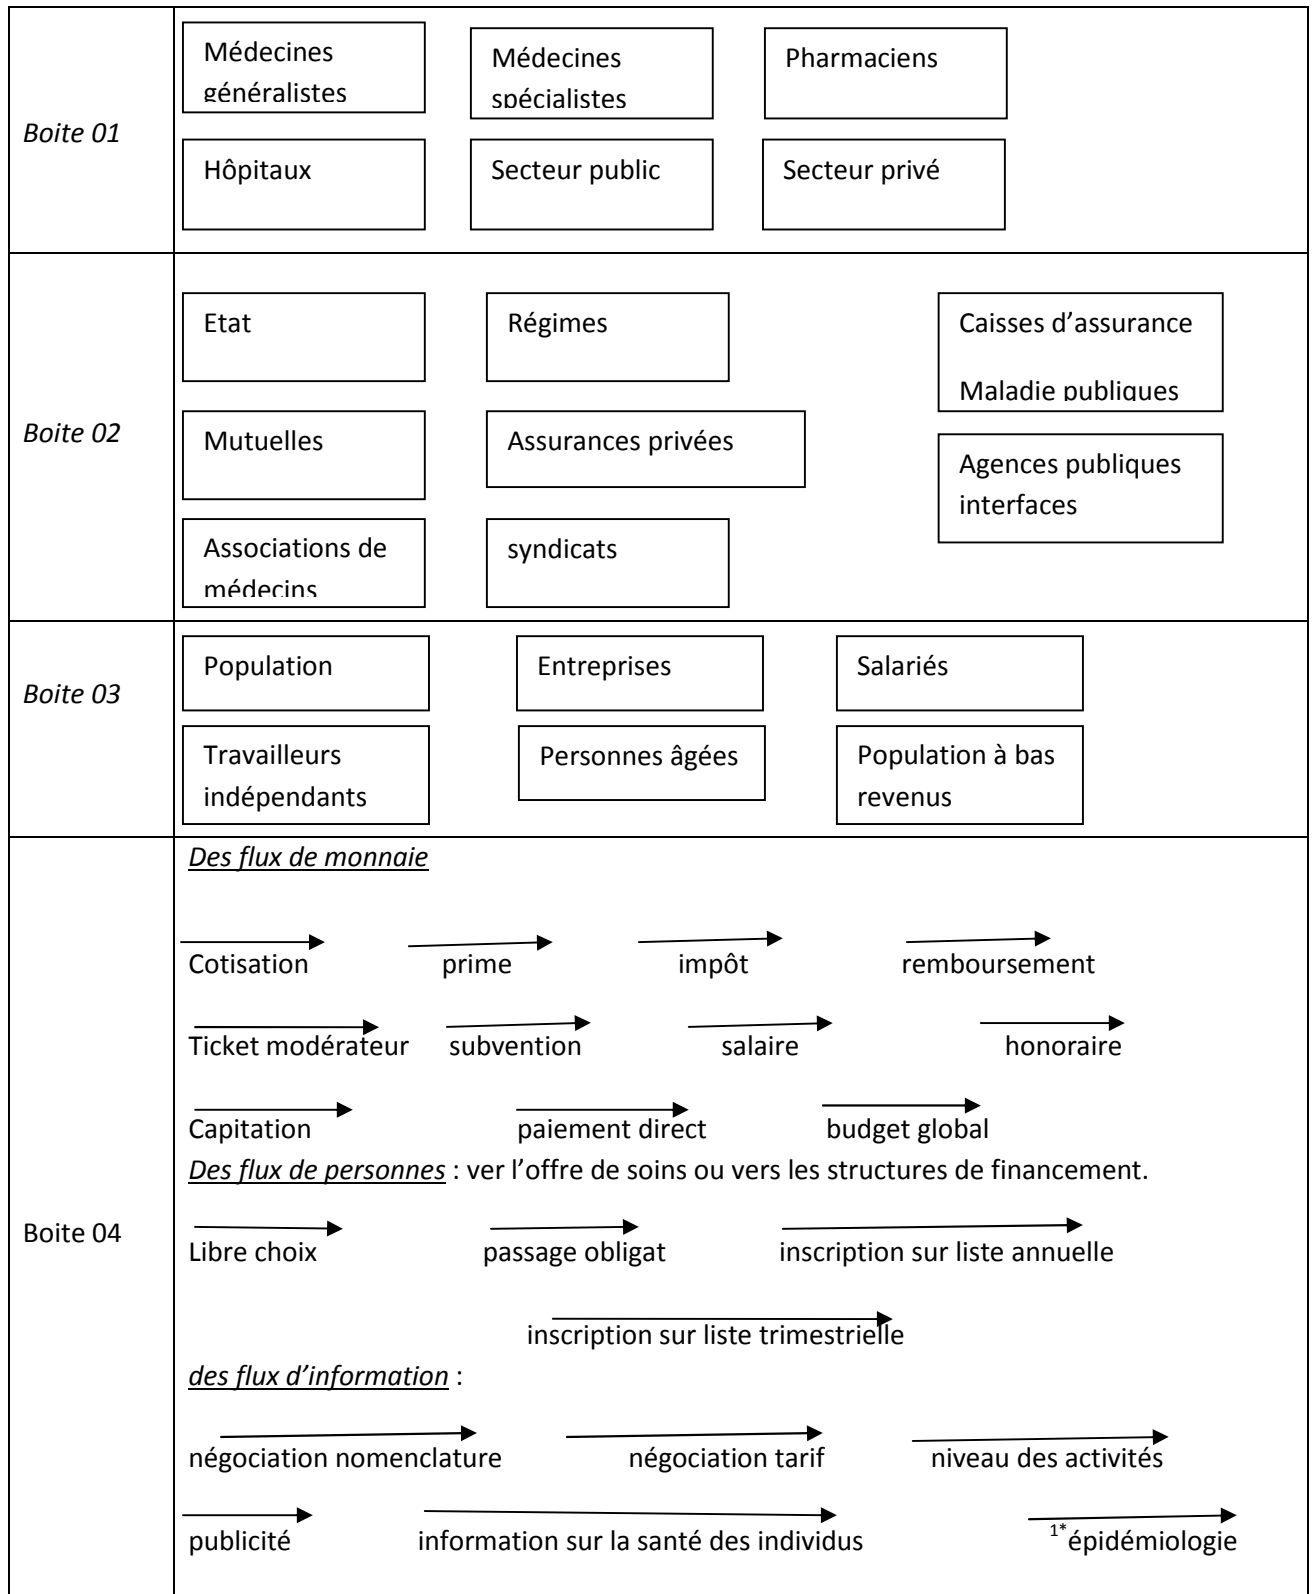 Boite 01
Médecines généralistes
Médecines spécialistes
Pharmaciens
Hôpitaux
Secteur public
Secteur privé
Boite 02
Etat
Régimes
Caisses d’assurance
Maladie publiques
Mutuelles
Assurances privées
Agences publiques
interfaces
Associations de
médecins
syndicats
Boite 03
Population
Entreprises
Salariés
Travailleurs
indépendants
Personnes âgées
Population à bas
revenus
Boite 04
Des flux de monnaie
Cotisation prime impôt remboursement
Ticket modérateur subvention salaire honoraire
Capitation paiement direct budget global
Des flux de personnes : ver l’offre de soins ou vers les structures de financement.
Libre choix passage obligat inscription sur liste annuelle
inscription sur liste trimestrielle
des flux d’information :
négociation nomenclature négociation tarif niveau des activités
publicité information sur la santé des individus 1* épidémiologie